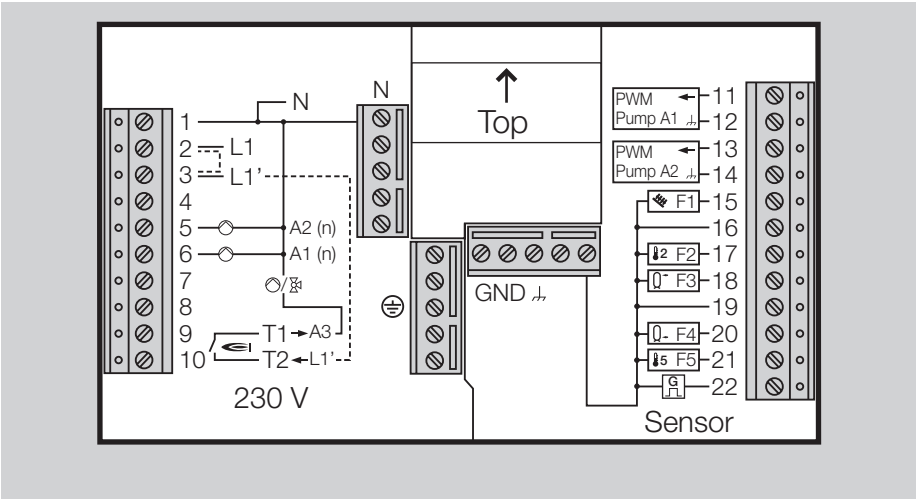 1 N
2 L1
3 L1'
4
5 A2 (n)
6 A1 (n)
7
8
9 T1 A3
10 T2 L1'
230 V
N
Top
GND
PWM 11
Pump A1 12
PWM 13
Pump A2 14
F1 15
16
2 F2 17
F3 18
19
F4 20
5 F5 21
G 22
Sensor